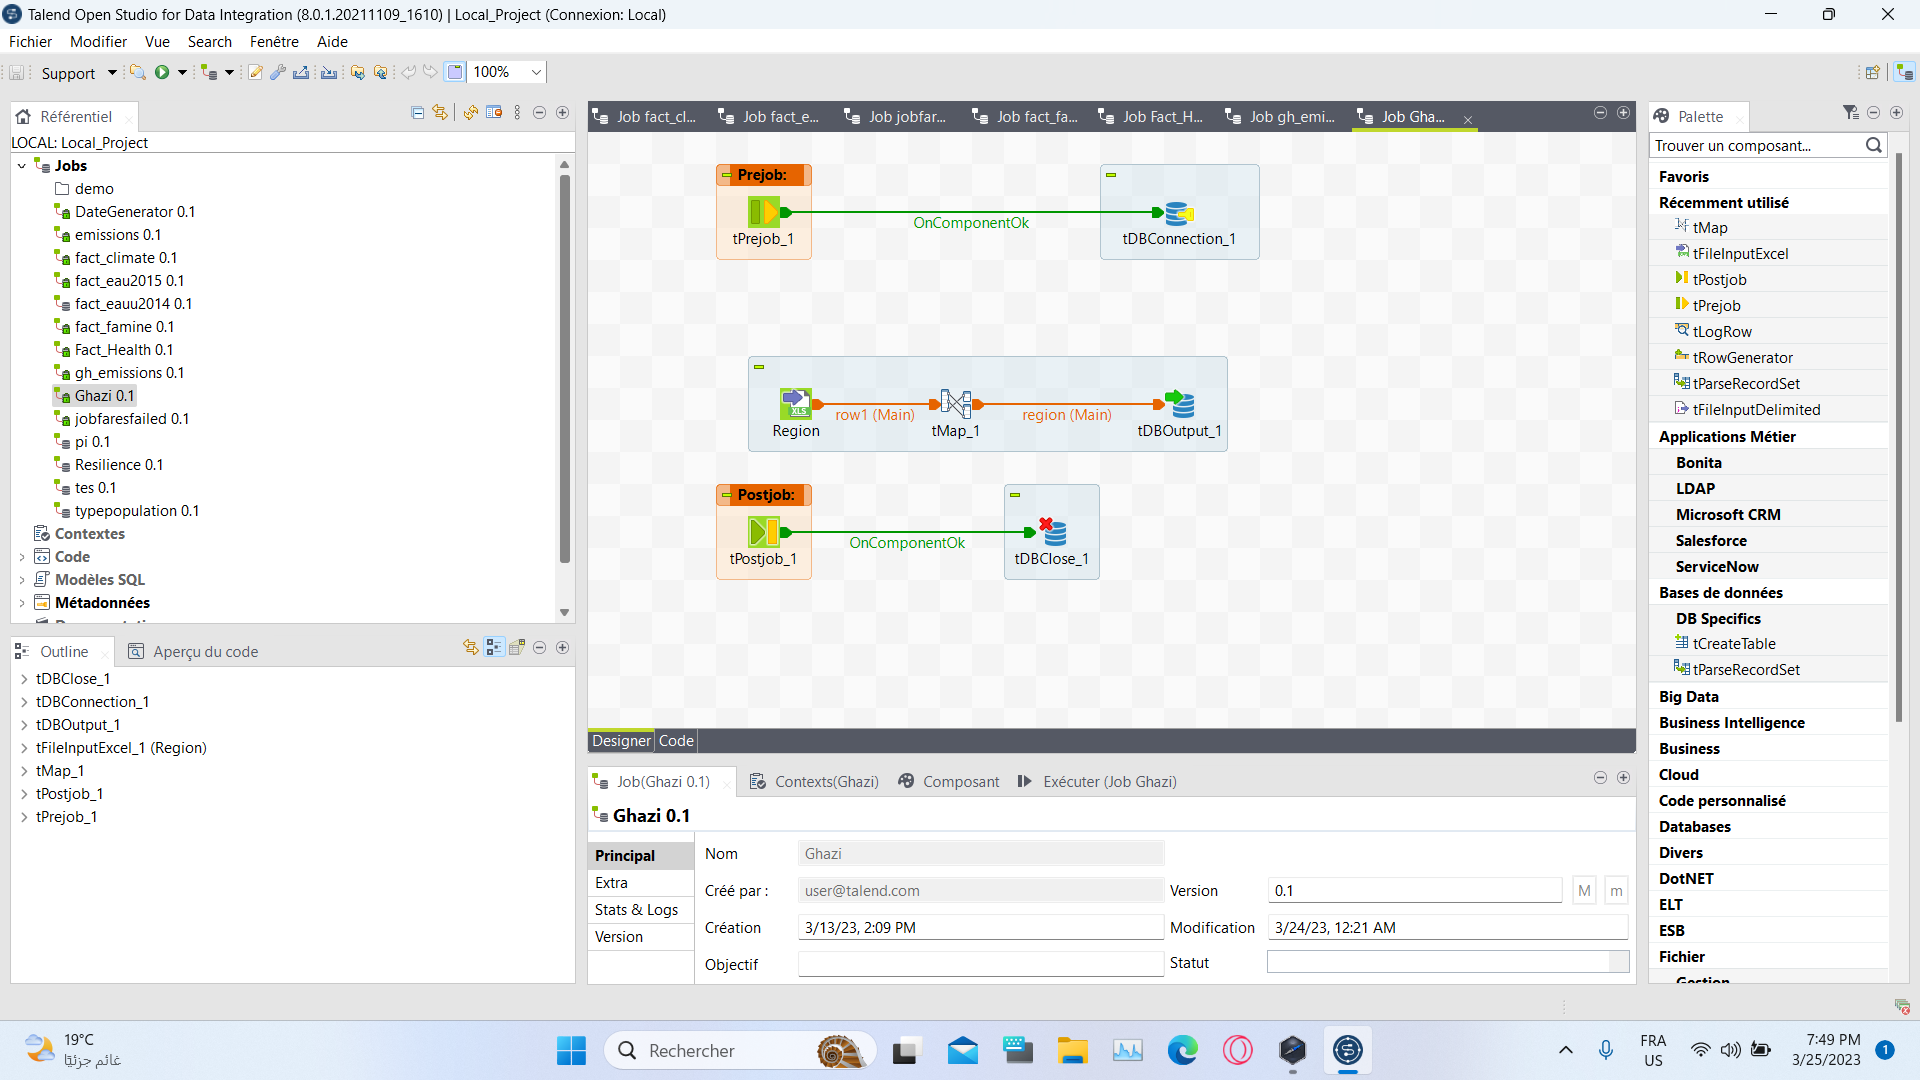 Talend Open Studio for Data Integration (8.0.1.20211109_1610) | Local_Project (Connexion: Local)
Fichier Modifier Vue Search Fenêtre Aide
Support 100%
Référentiel
LOCAL: Local_Project
Jobs
demo
DateGenerator 0.1
emissions 0.1
fact_climate 0.1
fact_eau2015 0.1
fact_eauu2014 0.1
fact_famine 0.1
Fact_Health 0.1
gh_emissions 0.1
Ghazi 0.1
jobfaresfailed 0.1
pi 0.1
Resilience 0.1
tes 0.1
typepopulation 0.1
Contextes
Code
Modèles SQL
Métadonnées
Outline Aperçu du code
tDBClose_1
tDBConnection_1
tDBOutput_1
tFileInputExcel_1 (Region)
tMap_1
tPostjob_1
tPrejob_1
Job fact_cl... Job fact_e... Job jobfar... Job fact_fa... Job Fact_H... Job gh_emi... Job Gha...
Prejob:
OnComponentOk
tPrejob_1 tDBConnection_1
XLS
row1 (Main) region (Main)
Region tMap_1 tDBOutput_1
Postjob:
OnComponentOk
tPostjob_1 tDBClose_1
Designer Code
Job(Ghazi 0.1) Contexts(Ghazi) Composant Exécuter (Job Ghazi)
Ghazi 0.1
Principal
Extra
Stats & Logs
Version
Nom Ghazi
Créé par : user@talend.com Version 0.1 M m
Création 3/13/23, 2:09 PM Modification 3/24/23, 12:21 AM
Objectif Statut
Palette
Trouver un composant...
Favoris
Récemment utilisé
tMap
tFileInputExcel
tPostjob
tPrejob
tLogRow
tRowGenerator
tParseRecordSet
tFileInputDelimited
Applications Métier
Bonita
LDAP
Microsoft CRM
Salesforce
ServiceNow
Bases de données
DB Specifics
tCreateTable
tParseRecordSet
Big Data
Business Intelligence
Business
Cloud
Code personnalisé
Databases
Divers
DotNET
ELT
ESB
Fichier
Gestion
19°C
غائم جزئيًا
Rechercher
FRA
US
7:49 PM
3/25/2023
1